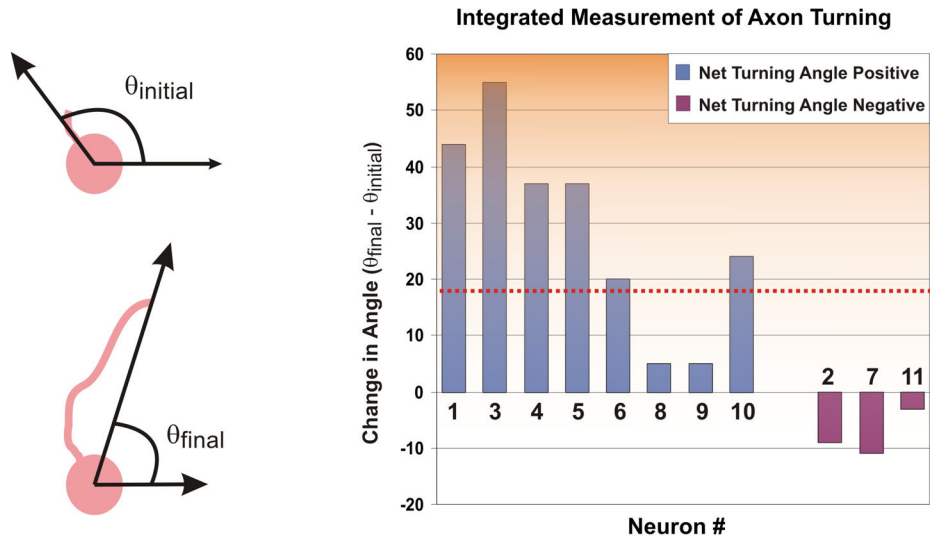 θinitial
θfinal
Integrated Measurement of Axon Turning
Net Turning Angle Positive
Net Turning Angle Negative
Change in Angle (θfinal - θinitial)
60
50
40
30
20
10
0
-10
-20
1 3 4 5 6 8 9 10
2 7 11
Neuron #